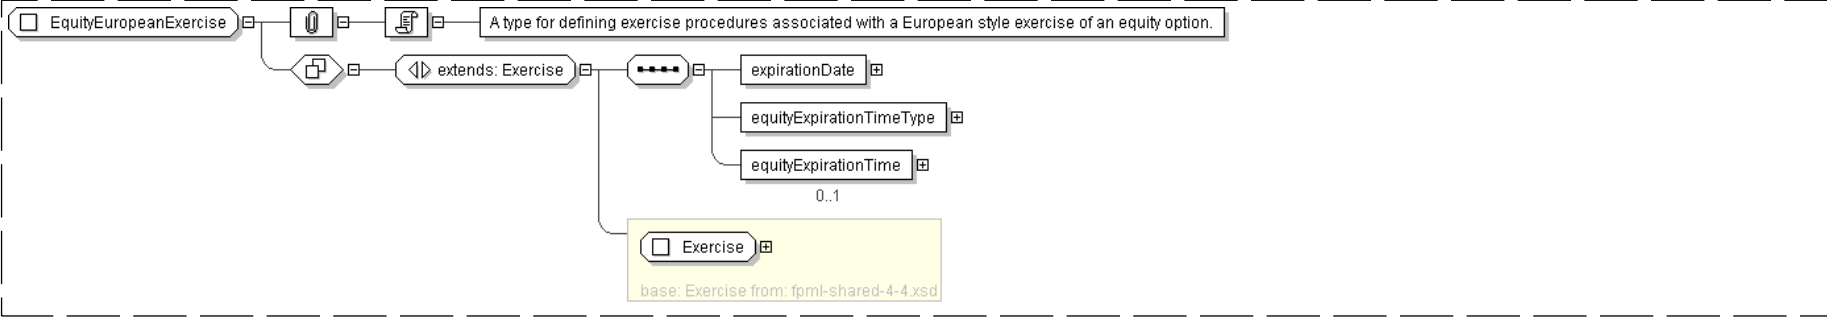 EquityEuropeanExercise
A type for defining exercise procedures associated with a European style exercise of an equity option.
extends: Exercise
expirationDate
equityExpirationTimeType
equityExpirationTime
0..1
Exercise
base: Exercise from: fpml-shared-4-4.xsd